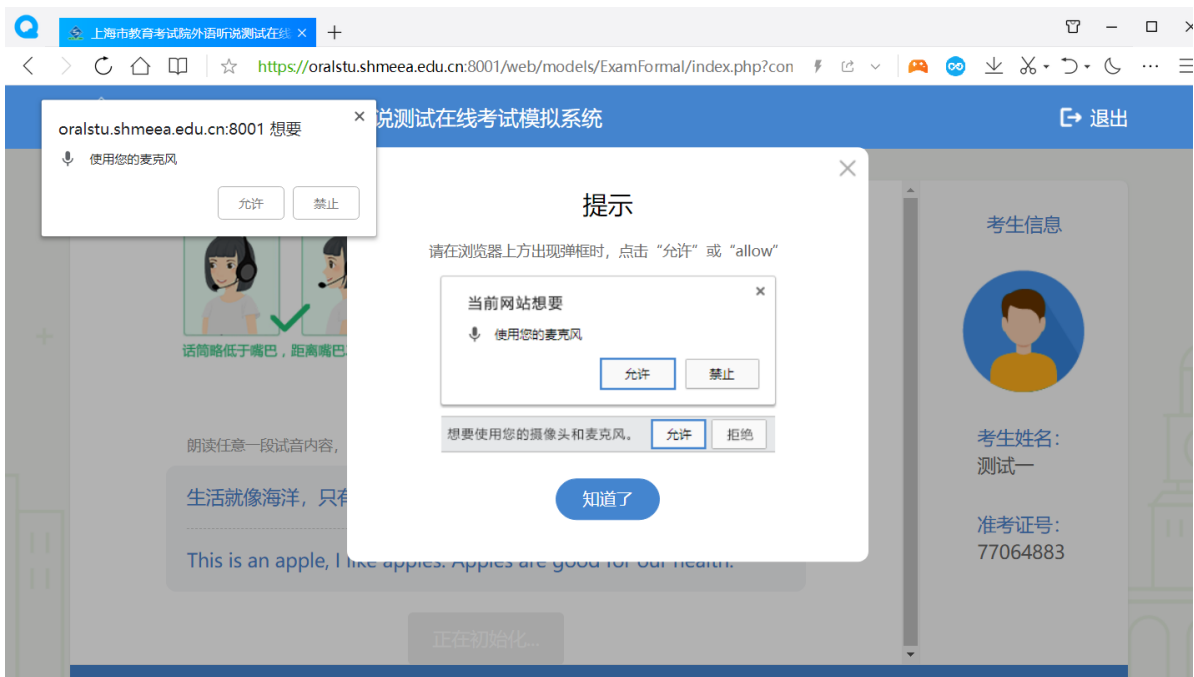 上海市教育考试院外语听说测试在线
https://oralstu.shmeea.edu.cn:8001/web/models/ExamFormal/index.php?con
说测试在线考试模拟系统
退出
oralstu.shmeea.edu.cn:8001 想要
使用您的麦克风
允许
禁止
提示
请在浏览器上方出现弹框时，点击“允许”或“allow”
当前网站想要
使用您的麦克风
允许
禁止
想要使用您的摄像头和麦克风。
允许
拒绝
知道了
话筒略低于嘴巴，距离嘴巴
朗读任意一段试音内容，
生活就像海洋，只有
This is an apple, I like apples. Apples are good for our health.
正在初始化...
考生信息
考生姓名：
测试一
准考证号：
77064883